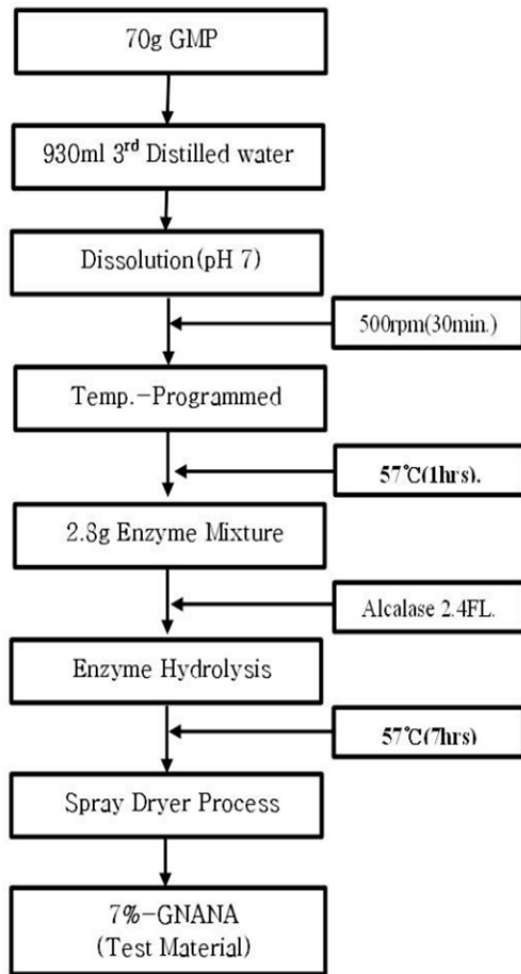 70g GMP
930ml 3rd Distilled water
Dissolution(pH 7)
500rpm(30min.)
Temp.-Programmed
57℃(1hrs).
2.8g Enzyme Mixture
Alcalase 2.4FL.
Enzyme Hydrolysis
57℃(7hrs)
Spray Dryer Process
7%-GNANA
(Test Material)